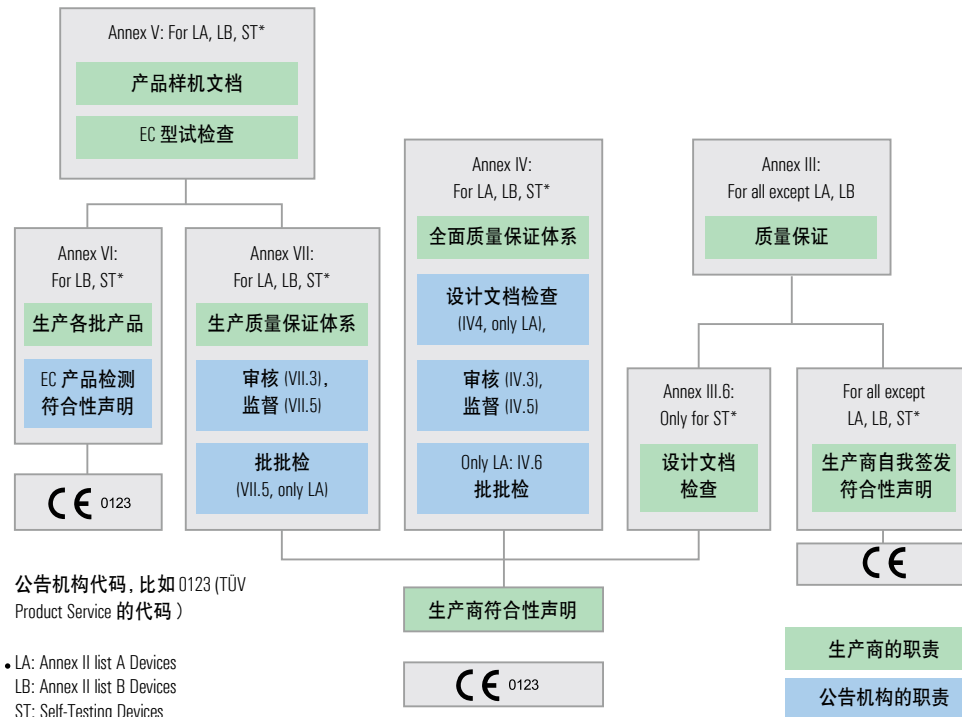 Annex V: For LA, LB, ST*
产品样机文档
EC 型试检查
Annex VI:
For LB, ST*
生产各批产品
EC 产品检测
符合性声明
CE 0123
Annex VII:
For LA, LB, ST*
生产质量保证体系
审核 (VII.3),
监督 (VII.5)
批批检
(VII.5, only LA)
Annex IV:
For LA, LB, ST*
全面质量保证体系
设计文档检查
(IV4, only LA),
审核 (IV.3),
监督 (IV.5)
Only LA: IV.6
批批检
Annex III:
For all except LA, LB
质量保证
Annex III.6:
Only for ST*
设计文档
检查
For all except
LA, LB, ST*
生产商自我签发
符合性声明
CE
生产商符合性声明
CE 0123
公告机构代码，比如 0123 (TÜV
Product Service 的代码 )
• LA: Annex II list A Devices
LB: Annex II list B Devices
ST: Self-Testing Devices
生产商的职责
公告机构的职责